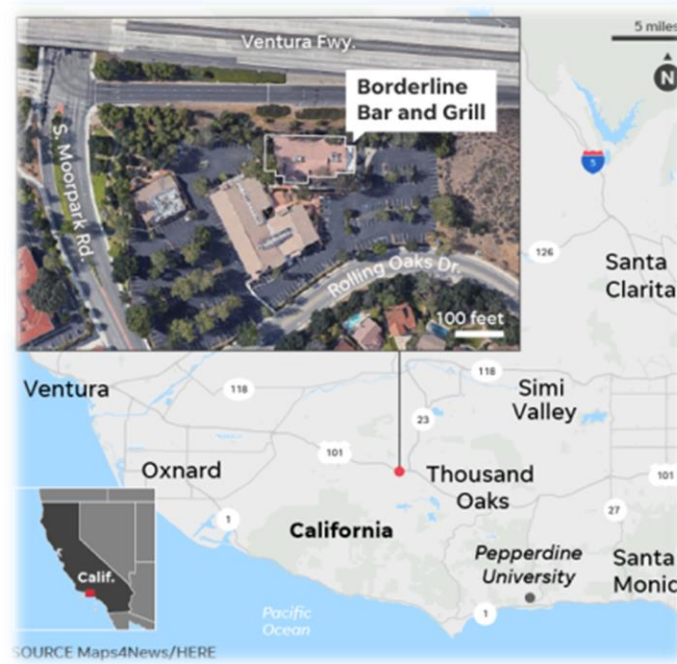 5 miles
Ventura Fwy.
N
Borderline
Bar and Grill
S. Moorpark Rd.
5
126
Santa
Clarita
Rolling Oaks Dr.
100 feet
Ventura
118
118
Simi
Valley
23
101
Oxnard
Thousand
Oaks
101
1
27
California
Pepperdine
University
Santa
Monic
Calif.
1
Pacific
Ocean
SOURCE Maps4News/HERE